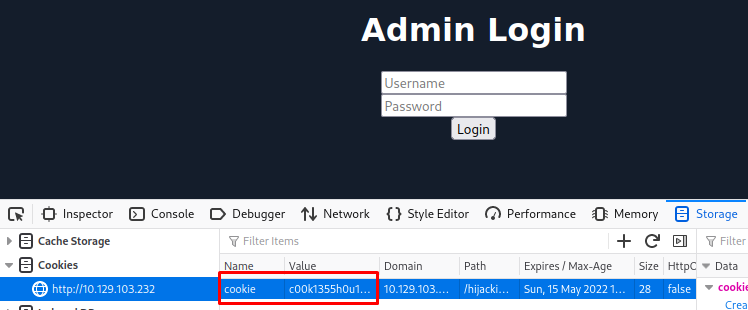 Admin Login
Username
Password
Login
Inspector Console Debugger Network Style Editor Performance Memory Storage
Cache Storage Filter Items Filter
Cookies Name Value Domain Path Expires / Max-Age Size HttpO Data
http://10.129.103.232 cookie c00k1355h0u1... 10.129.103.... /hijacki... Sun, 15 May 2022 1... 28 false cookie
Crea